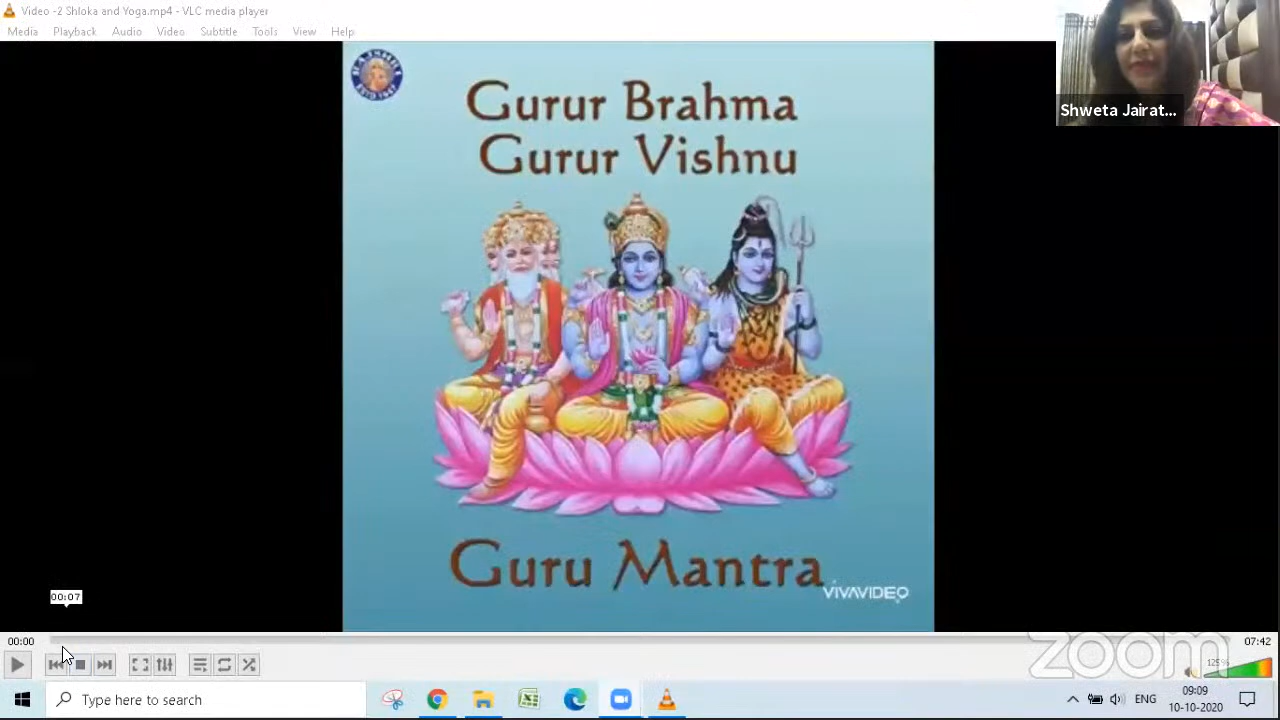 Video -2 Shloka and Yoga.mp4 - VLC media player
Media Playback Audio Video Subtitle Tools View Help
Shweta Jairat...
RAJSHRI
Gurur Brahma
Gurur Vishnu
Guru Mantra
VIVAVIDEO
00:07
00:00
07:42
zoom
125%
Type here to search
ENG
09:09
10-10-2020